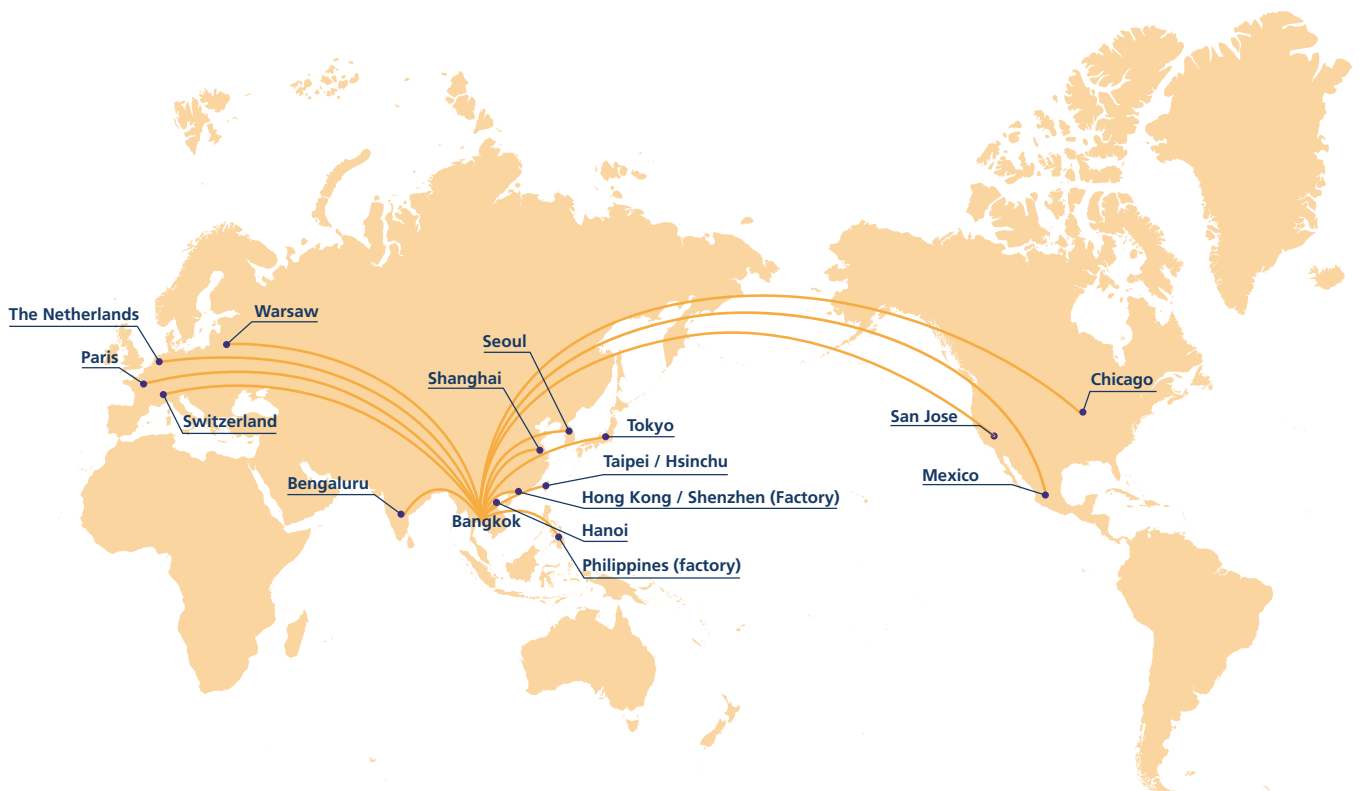 The Netherlands
Warsaw
Paris
Switzerland
Seoul
Shanghai
Tokyo
Taipei / Hsinchu
Bengaluru
Hong Kong / Shenzhen (Factory)
Bangkok
Hanoi
Philippines (factory)
Chicago
San Jose
Mexico